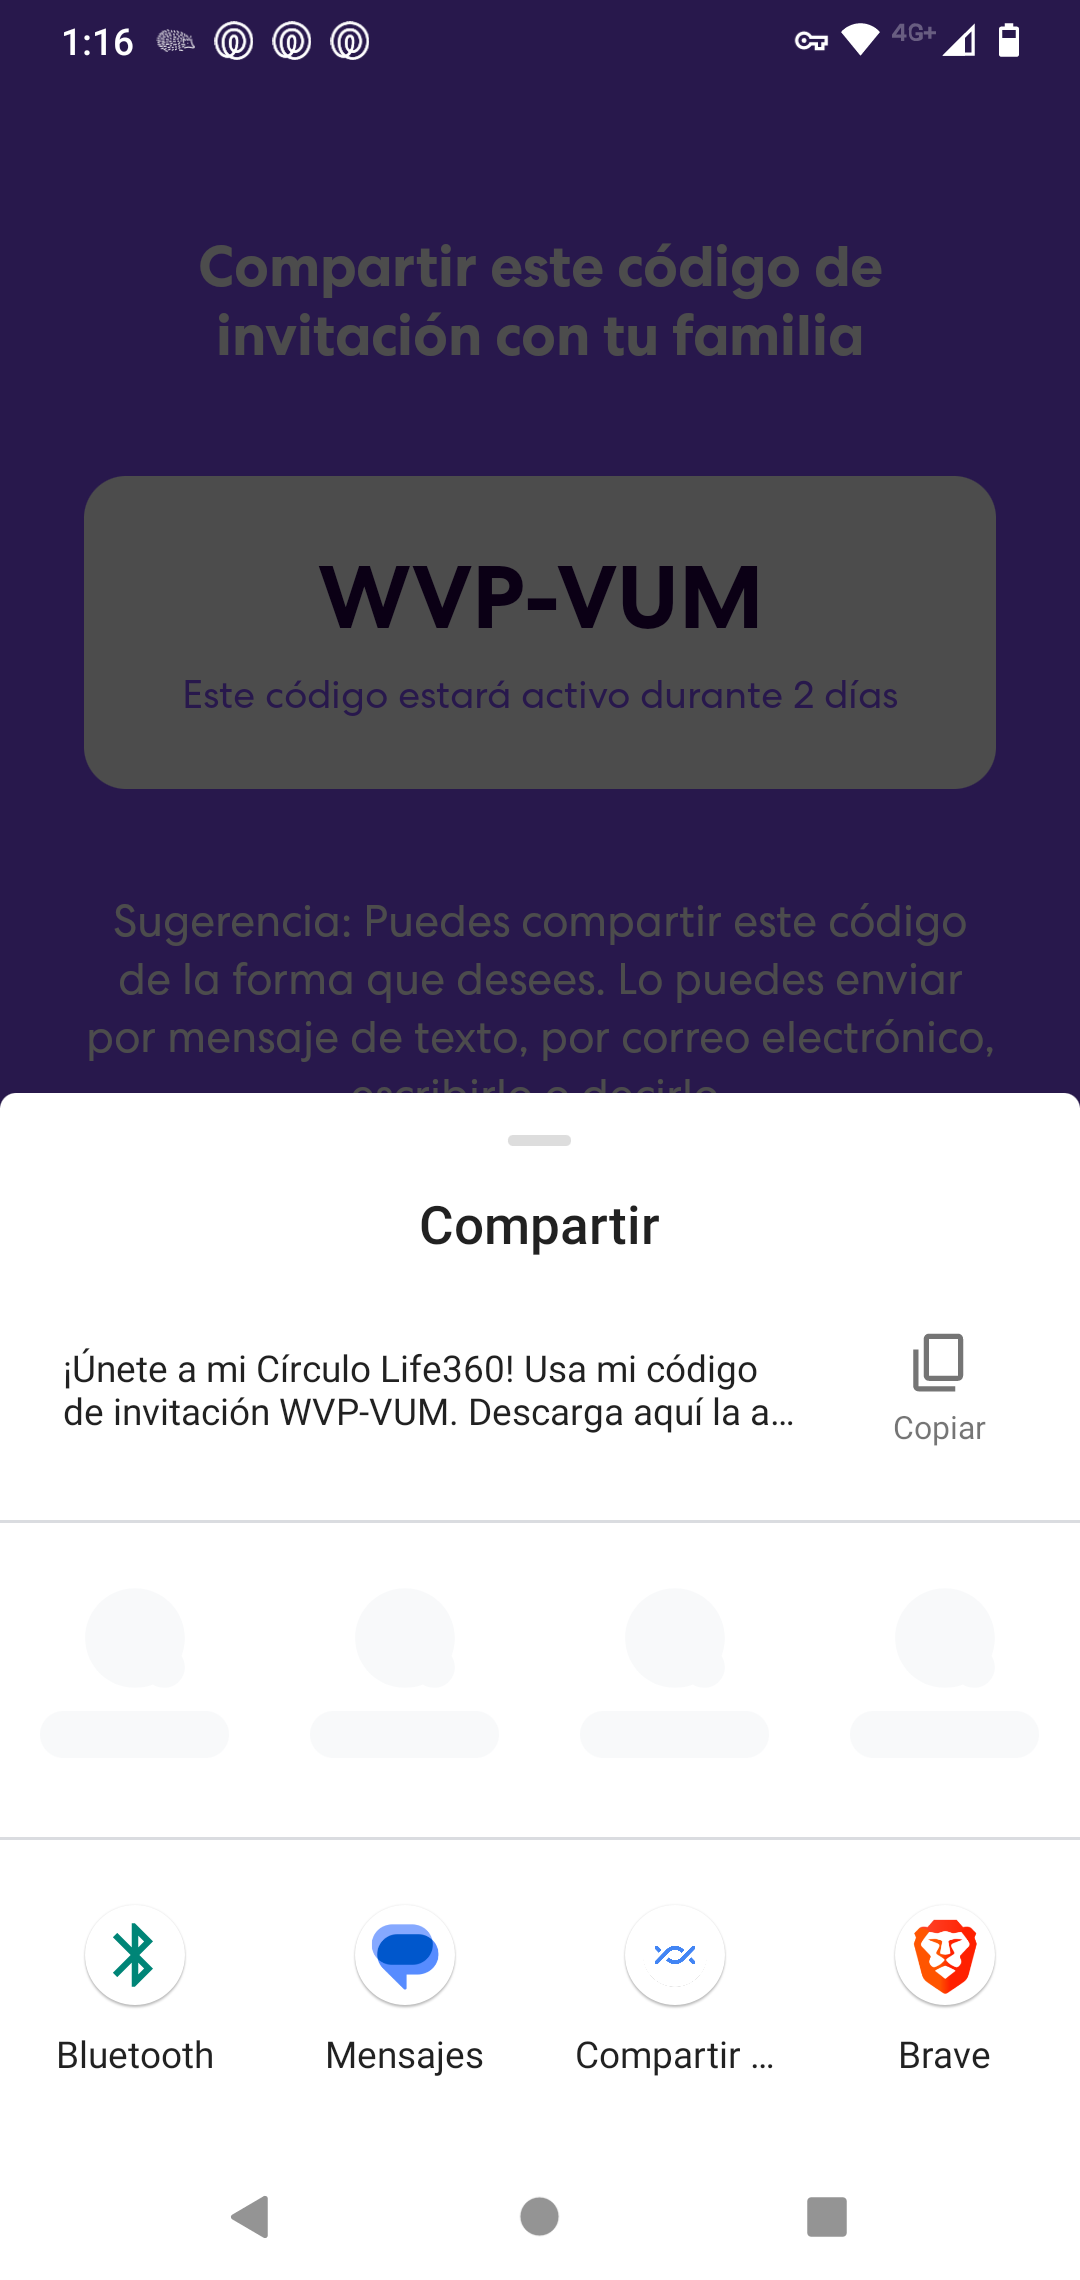 1:16
4G+
Compartir este código de
invitación con tu familia
WVP-VUM
Este código estará activo durante 2 días
Sugerencia: Puedes compartir este código
de la forma que desees. Lo puedes enviar
por mensaje de texto, por correo electrónico,
escribirlo o decirlo.
Compartir
¡Únete a mi Círculo Life360! Usa mi código
de invitación WVP-VUM. Descarga aquí la a…
Copiar
Bluetooth
Mensajes
Compartir …
Brave